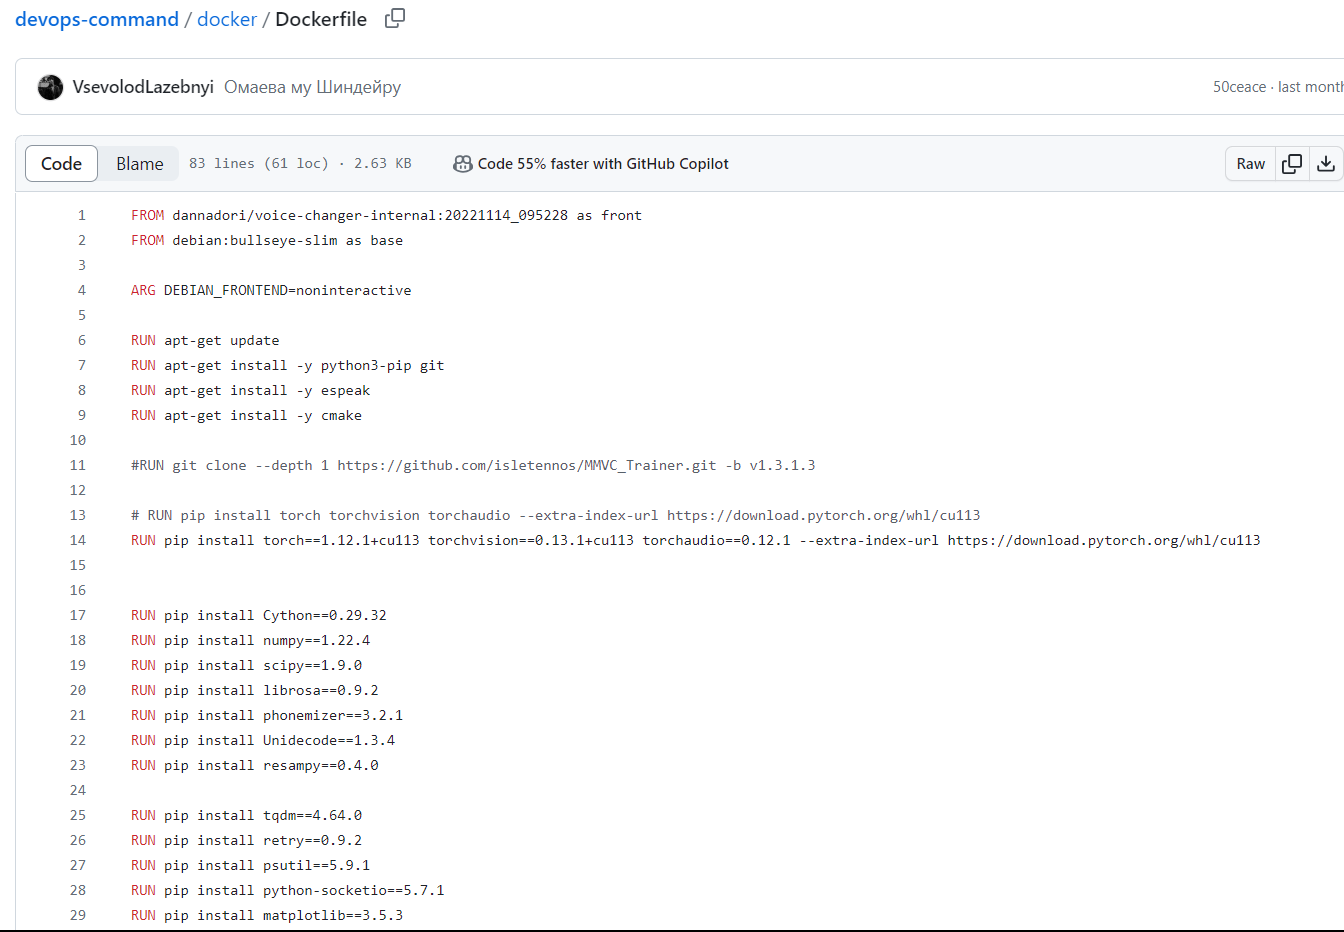 devops-command / docker / Dockerfile
VsevolodLazebnyi Омаева му Шиндейру 50ceace · last month
Code Blame 83 lines (61 loc) · 2.63 KB Code 55% faster with GitHub Copilot Raw
1 FROM dannadori/voice-changer-internal:20221114_095228 as front
2 FROM debian:bullseye-slim as base
3
4 ARG DEBIAN_FRONTEND=noninteractive
5
6 RUN apt-get update
7 RUN apt-get install -y python3-pip git
8 RUN apt-get install -y espeak
9 RUN apt-get install -y cmake
10
11 #RUN git clone --depth 1 https://github.com/isletennos/MMVC_Trainer.git -b v1.3.1.3
12
13 # RUN pip install torch torchvision torchaudio --extra-index-url https://download.pytorch.org/whl/cu113
14 RUN pip install torch==1.12.1+cu113 torchvision==0.13.1+cu113 torchaudio==0.12.1 --extra-index-url https://download.pytorch.org/whl/cu113
15
16
17 RUN pip install Cython==0.29.32
18 RUN pip install numpy==1.22.4
19 RUN pip install scipy==1.9.0
20 RUN pip install librosa==0.9.2
21 RUN pip install phonemizer==3.2.1
22 RUN pip install Unidecode==1.3.4
23 RUN pip install resampy==0.4.0
24
25 RUN pip install tqdm==4.64.0
26 RUN pip install retry==0.9.2
27 RUN pip install psutil==5.9.1
28 RUN pip install python-socketio==5.7.1
29 RUN pip install matplotlib==3.5.3